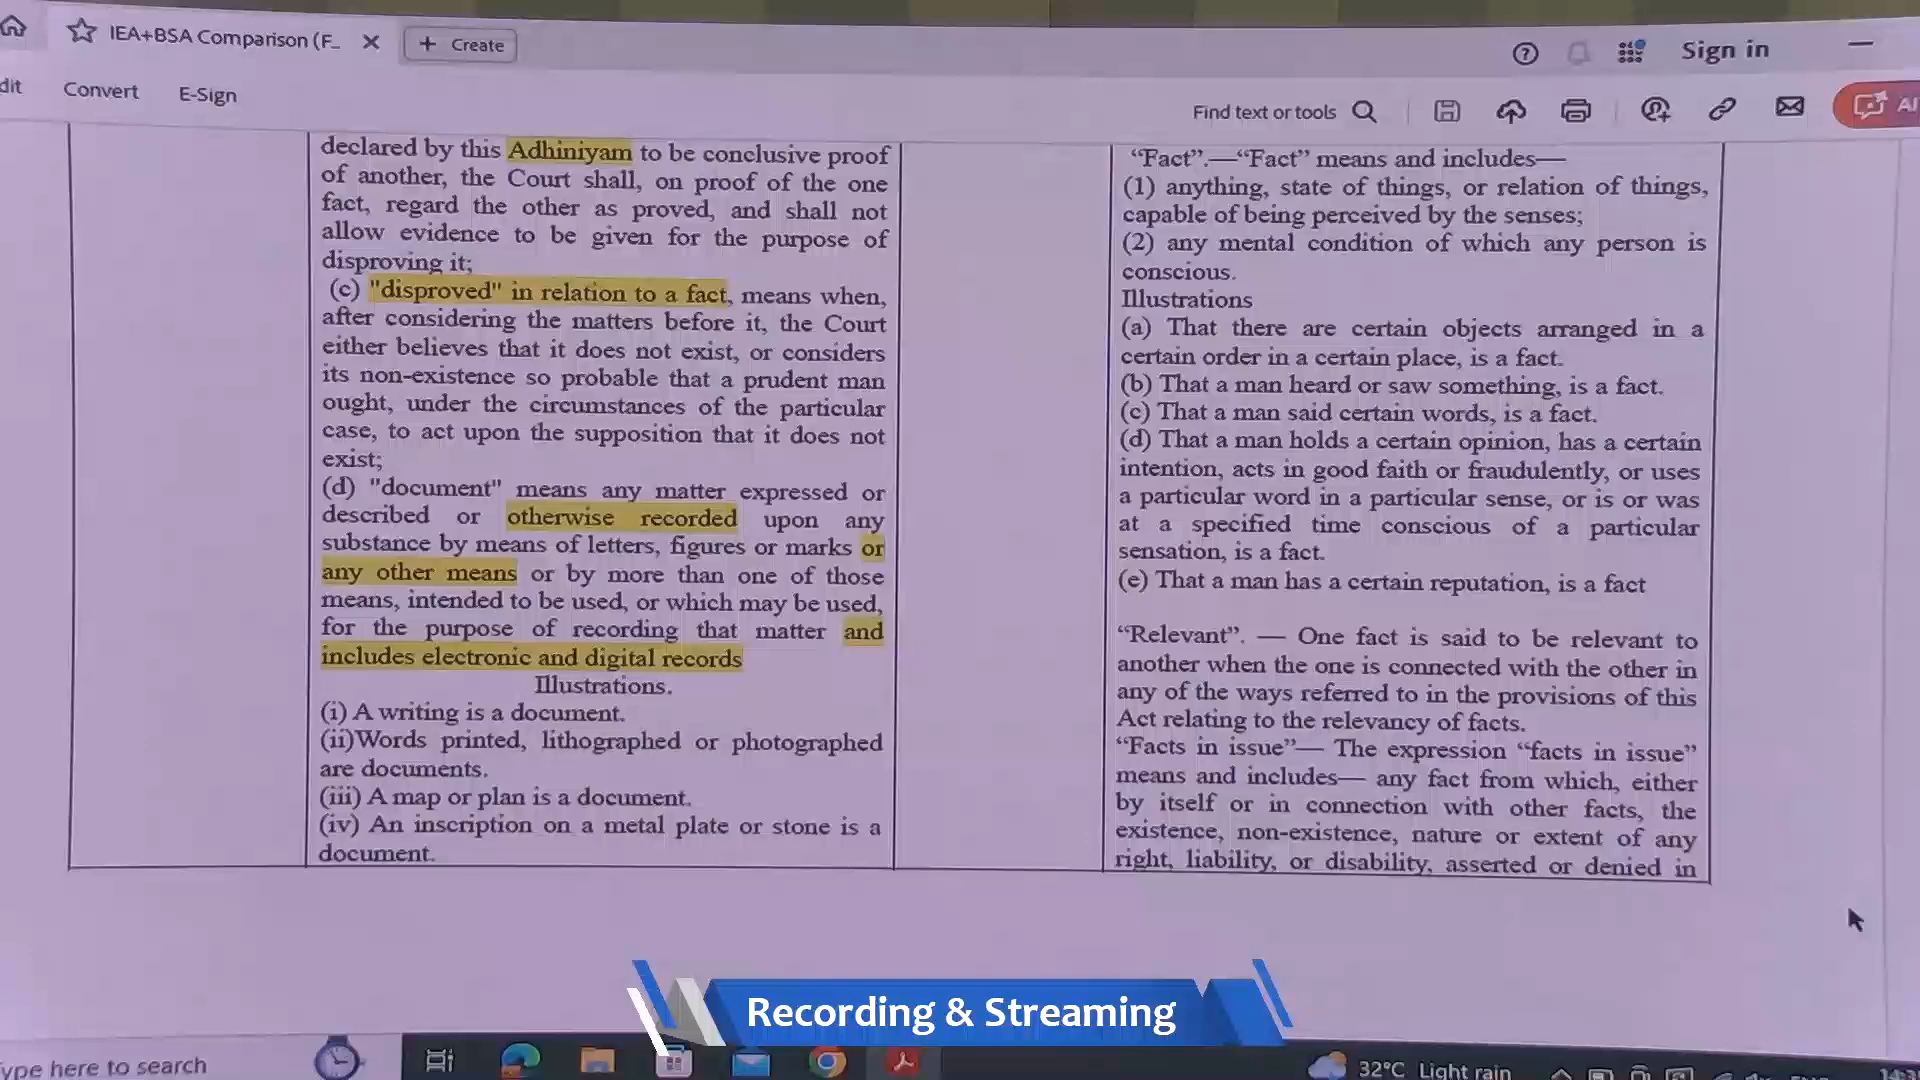 IEA+BSA Comparison (F_
Create
Sign in
Convert
E-Sign
Find text or tools
AI
declared by this Adhiniyam to be conclusive proof
of another, the Court shall, on proof of the one
fact, regard the other as proved, and shall not
allow evidence to be given for the purpose of
disproving it;
(c) "disproved" in relation to a fact, means when,
after considering the matters before it, the Court
either believes that it does not exist, or considers
its non-existence so probable that a prudent man
ought, under the circumstances of the particular
case, to act upon the supposition that it does not
exist;
(d) "document" means any matter expressed or
described or otherwise recorded upon any
substance by means of letters, figures or marks or
any other means or by more than one of those
means, intended to be used, or which may be used,
for the purpose of recording that matter and
includes electronic and digital records
Illustrations.
(i) A writing is a document.
(ii)Words printed, lithographed or photographed
are documents.
(iii) A map or plan is a document.
(iv) An inscription on a metal plate or stone is a
document.
“Fact”.—“Fact” means and includes—
(1) anything, state of things, or relation of things,
capable of being perceived by the senses;
(2) any mental condition of which any person is
conscious.
Illustrations
(a) That there are certain objects arranged in a
certain order in a certain place, is a fact.
(b) That a man heard or saw something, is a fact.
(c) That a man said certain words, is a fact.
(d) That a man holds a certain opinion, has a certain
intention, acts in good faith or fraudulently, or uses
a particular word in a particular sense, or is or was
at a specified time conscious of a particular
sensation, is a fact.
(e) That a man has a certain reputation, is a fact
“Relevant”. — One fact is said to be relevant to
another when the one is connected with the other in
any of the ways referred to in the provisions of this
Act relating to the relevancy of facts.
“Facts in issue”— The expression “facts in issue”
means and includes— any fact from which, either
by itself or in connection with other facts, the
existence, non-existence, nature or extent of any
right, liability, or disability, asserted or denied in
Recording & Streaming
here to search
32°C Light rain